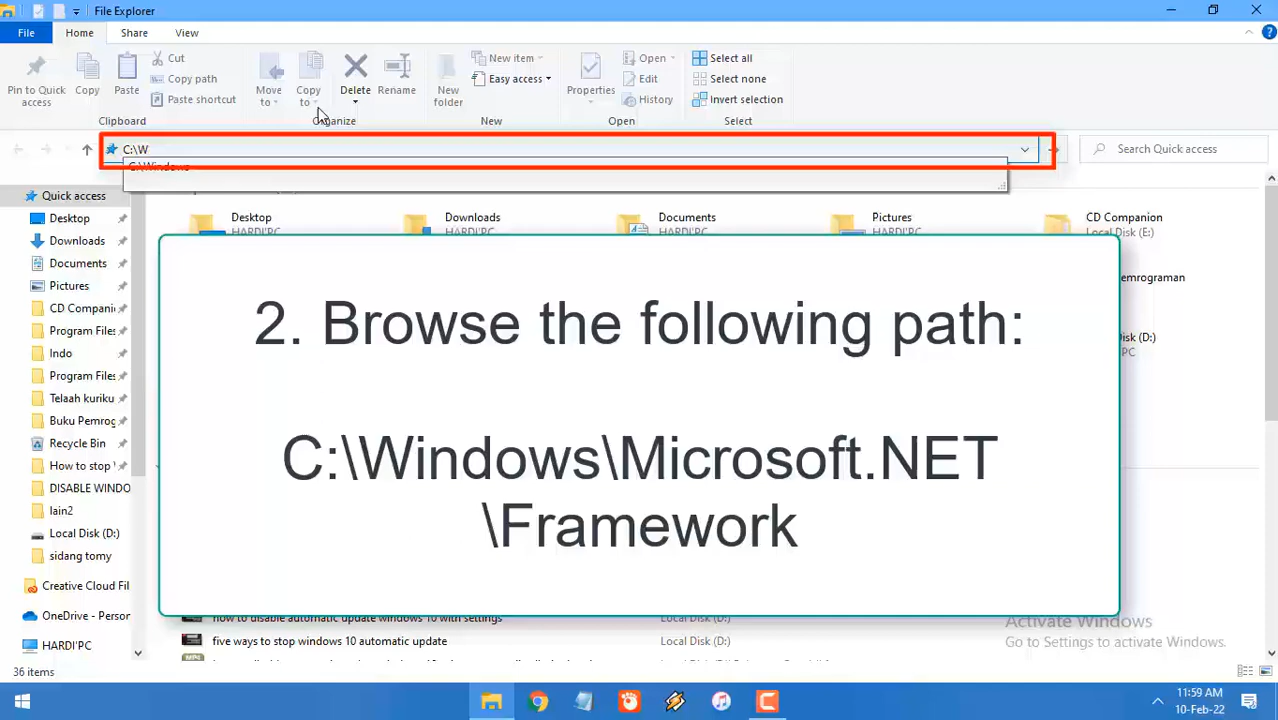 File Explorer
File Home Share View
Pin to Quick access
Copy
Paste
Cut
Copy path
Paste shortcut
Clipboard
Move to
Copy to
Delete
Rename
Organize
New folder
New item
Easy access
New
Properties
Open
Edit
History
Open
Select all
Select none
Invert selection
Select
C:\W
C:\Windows
Search Quick access
Quick access
Desktop
Downloads
Documents
Pictures
CD Compani
Program Files
Indo
Program Files
Telaah kuriku
Buku Pemrog
Recycle Bin
How to stop
DISABLE WINDO
lain2
Local Disk (D:)
sidang tomy
Creative Cloud Fil
OneDrive - Person
HARDI'PC
Desktop
HARDI'PC
Downloads
HARDI'PC
Documents
HARDI'PC
Pictures
HARDI'PC
CD Companion
Local Disk (E:)
emrograman
isk (D:)
PC
2. Browse the following path:
C:\Windows\Microsoft.NET
\Framework
how to disable automatic update windows 10 with settings Local Disk (D:)
five ways to stop windows 10 automatic update Local Disk (D:)
Activate Windows
Go to Settings to activate Windows.
36 items
11:59 AM
10-Feb-22